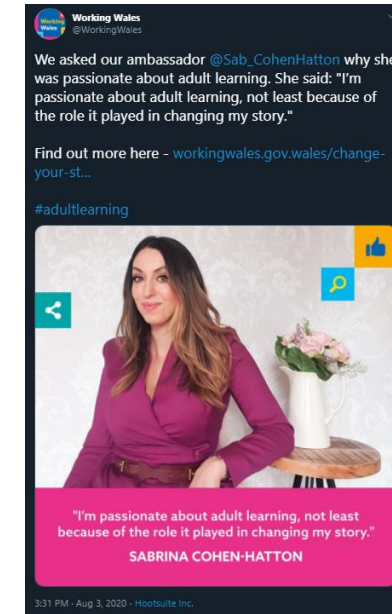 Working Wales
Working
Wales
@WorkingWales
We asked our ambassador @Sab_CohenHatton why she
was passionate about adult learning. She said: "I'm
passionate about adult learning, not least because of
the role it played in changing my story."
Find out more here - workingwales.gov.wales/change-
your-st...
#adultlearning
"I'm passionate about adult learning, not least
because of the role it played in changing my story."
SABRINA COHEN-HATTON
3:31 PM · Aug 3, 2020 · Hootsuite Inc.